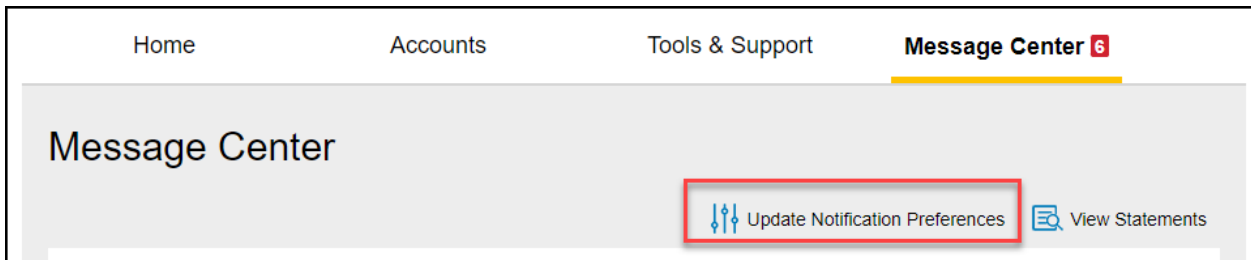 Home Accounts Tools & Support Message Center 6
Message Center
Update Notification Preferences View Statements